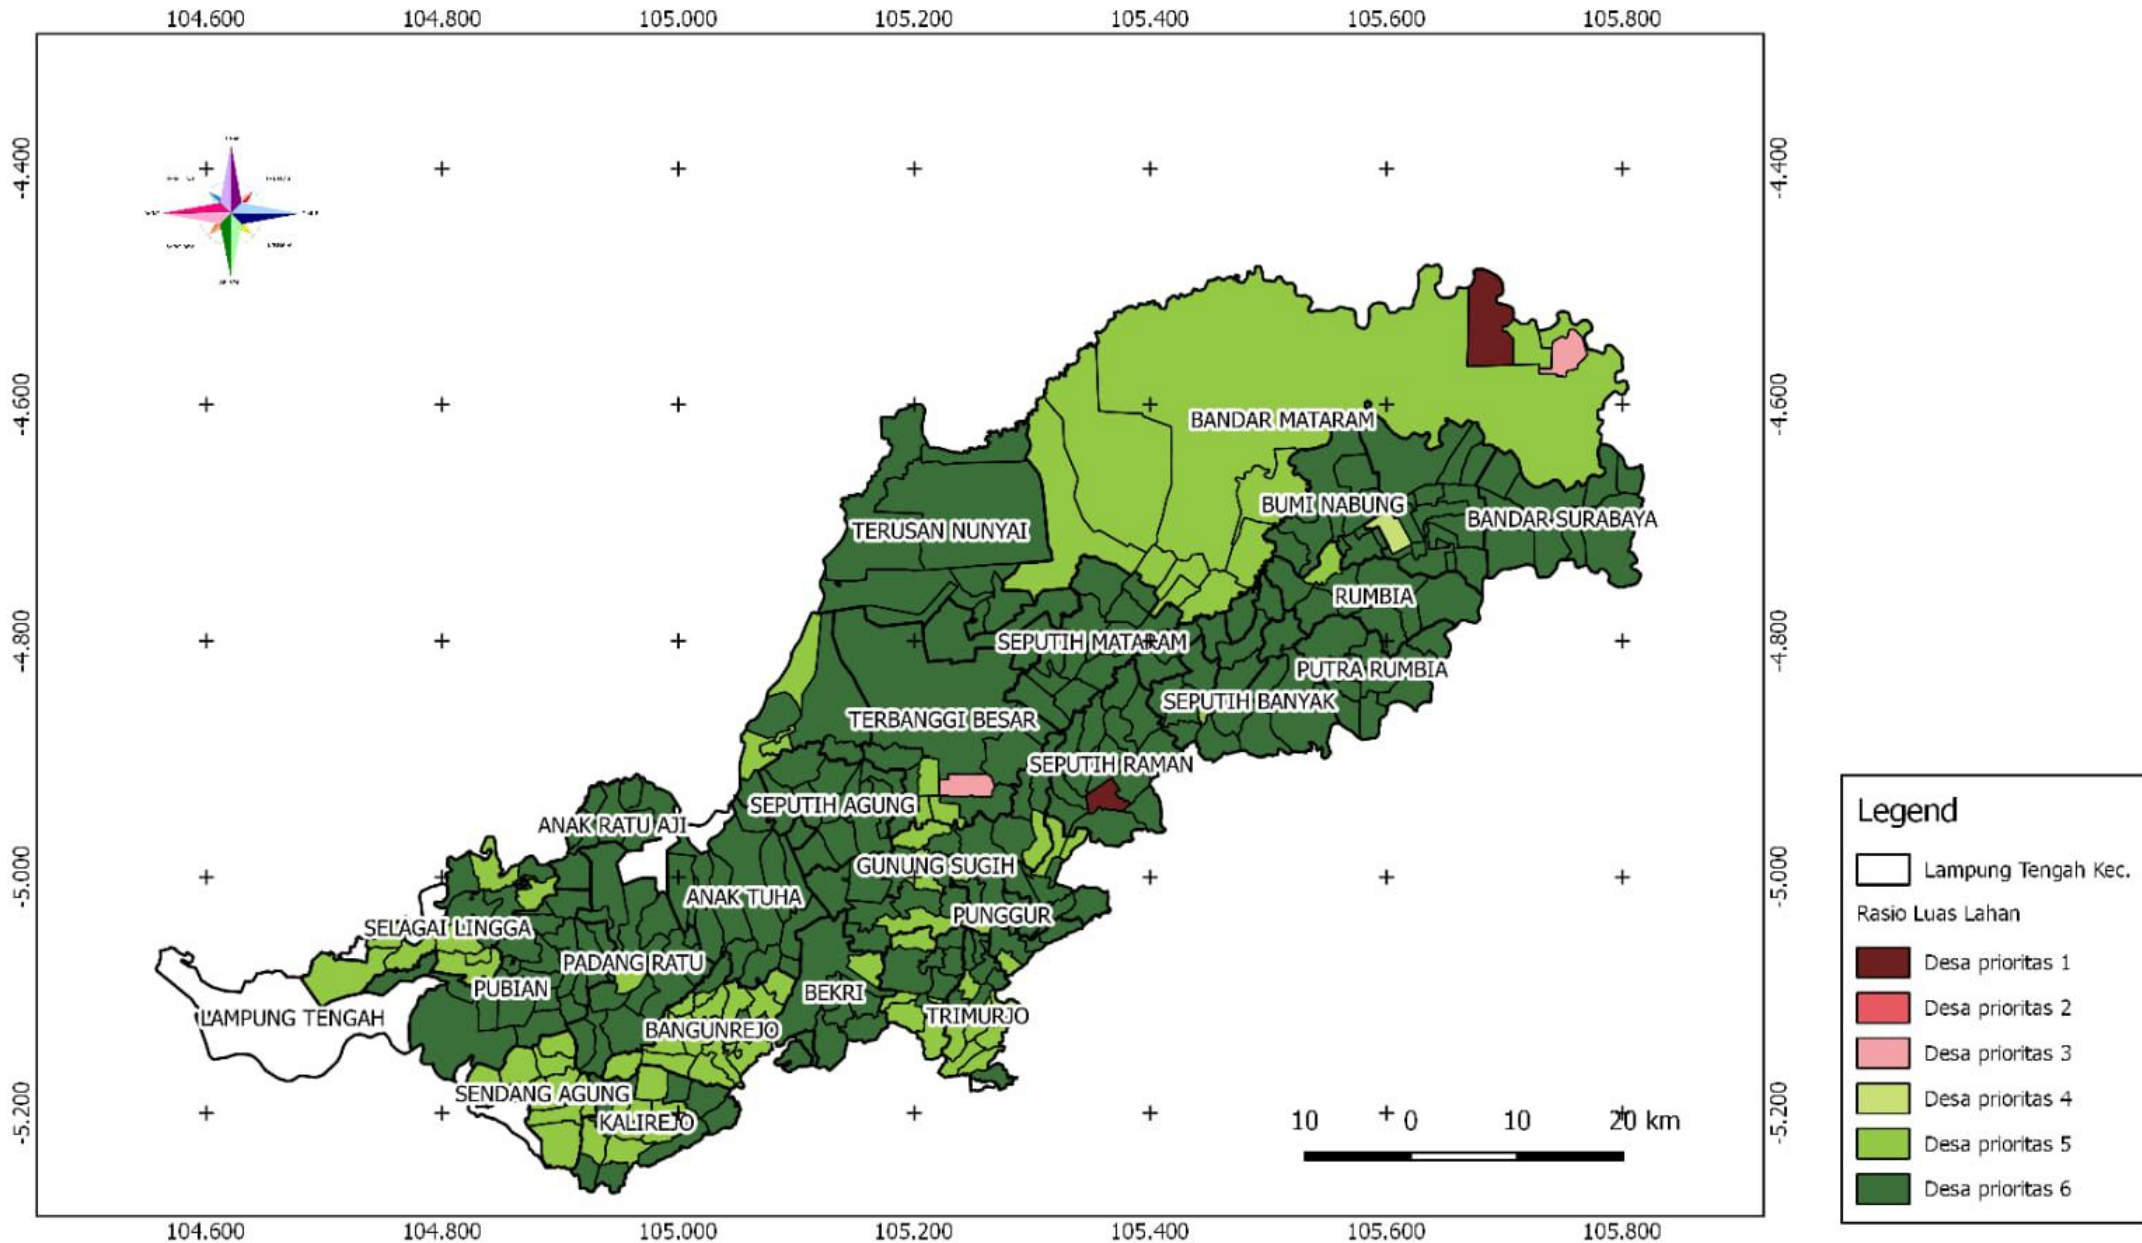 104.600 104.800 105.000 105.200 105.400 105.600 105.800
-4.400 -4.400
-4.600 -4.600
BANDAR MATARAM
BUMI NABUNG
BANDAR SURABAYA
TERUSAN NUNYAI
RUMBIA
-4.800 -4.800
SEPUTIH MATARAM
PUTRA RUMBIA
SEPUTIH BANYAK
TERBANGGI BESAR
SEPUTIH RAMAN
SEPUTIH AGUNG
ANAK RATU AJI
-5.000 -5.000
GUNUNG SUGIH
ANAK TUHA
PUNGGUR
SELAGAI LINGGA
PADANG RATU
PUBIAN
BEKRI
LAMPUNG TENGAH
TRIMURJO
BANGUNREJO
SENDANG AGUNG
KALIREJO
-5.200 -5.200
10 0 10 20 km
104.600 104.800 105.000 105.200 105.400 105.600 105.800
Legend
Lampung Tengah Kec.
Rasio Luas Lahan
Desa prioritas 1
Desa prioritas 2
Desa prioritas 3
Desa prioritas 4
Desa prioritas 5
Desa prioritas 6